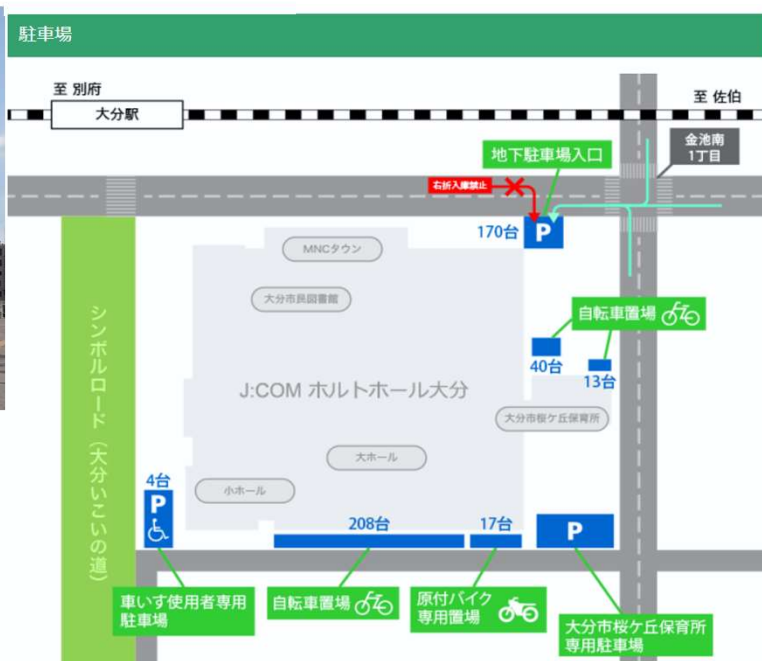 駐車場
至 別府
大分駅
至 佐伯
金池南
1丁目
地下駐車場入口
右折入庫禁止
170台
P
MNCタウン
大分市民図書館
シンボルロード（大分いこいの道）
自転車置場
40台
13台
J:COM ホルトホール大分
大分市桜ケ丘保育所
大ホール
小ホール
4台
P
208台
17台
P
車いす使用者専用
駐車場
自転車置場
原付バイク
専用置場
大分市桜ケ丘保育所
専用駐車場